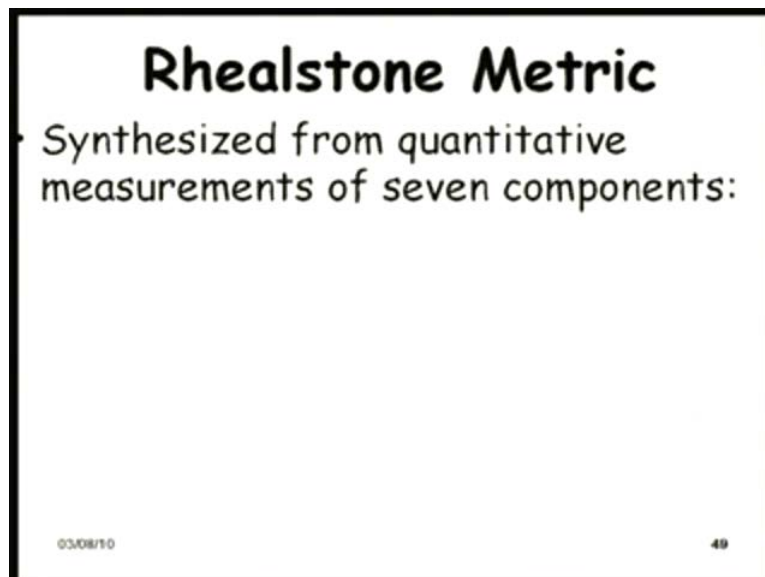 Rhealstone Metric
• Synthesized from quantitative
measurements of seven components:
03/08/10
49